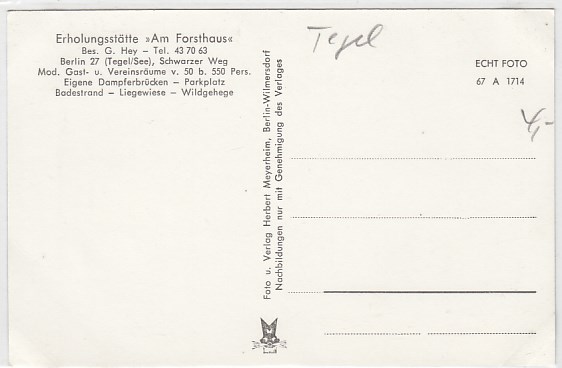 Erholungsstätte »Am Forsthaus«
Bes. G. Hey – Tel. 43 70 63
Berlin 27 (Tegel/See), Schwarzer Weg
Mod. Gast- u. Vereinsräume v. 50 b. 550 Pers.
Eigene Dampferbrücken – Parkplatz
Badestrand – Liegewiese – Wildgehege
Foto u. Verlag Herbert Meyerheim, Berlin-Wilmersdorf
Nachbildungen nur mit Genehmigung des Verlages
Tegel
ECHT FOTO
67 A 1714
4,-